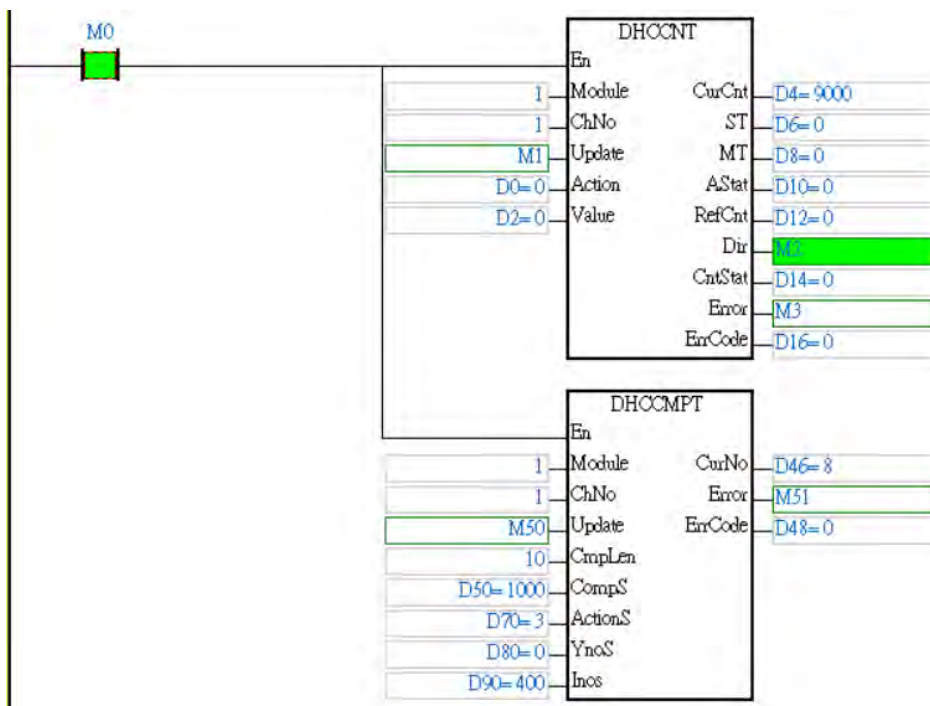 M0
DHCCNT
En
1 Module CurCnt D4=9000
1 ChNo ST D6=0
M1 Update MT D8=0
D0=0 Action AStat D10=0
D2=0 Value RefCnt D12=0
Dir M2
CntStat D14=0
Error M3
ErrCode D16=0
DHCCMPT
En
1 Module CurNo D46=8
1 ChNo Error M51
M50 Update ErrCode D48=0
10 CmpLen
D50=1000 CompS
D70=3 ActionS
D80=0 YnoS
D90=400 Inos